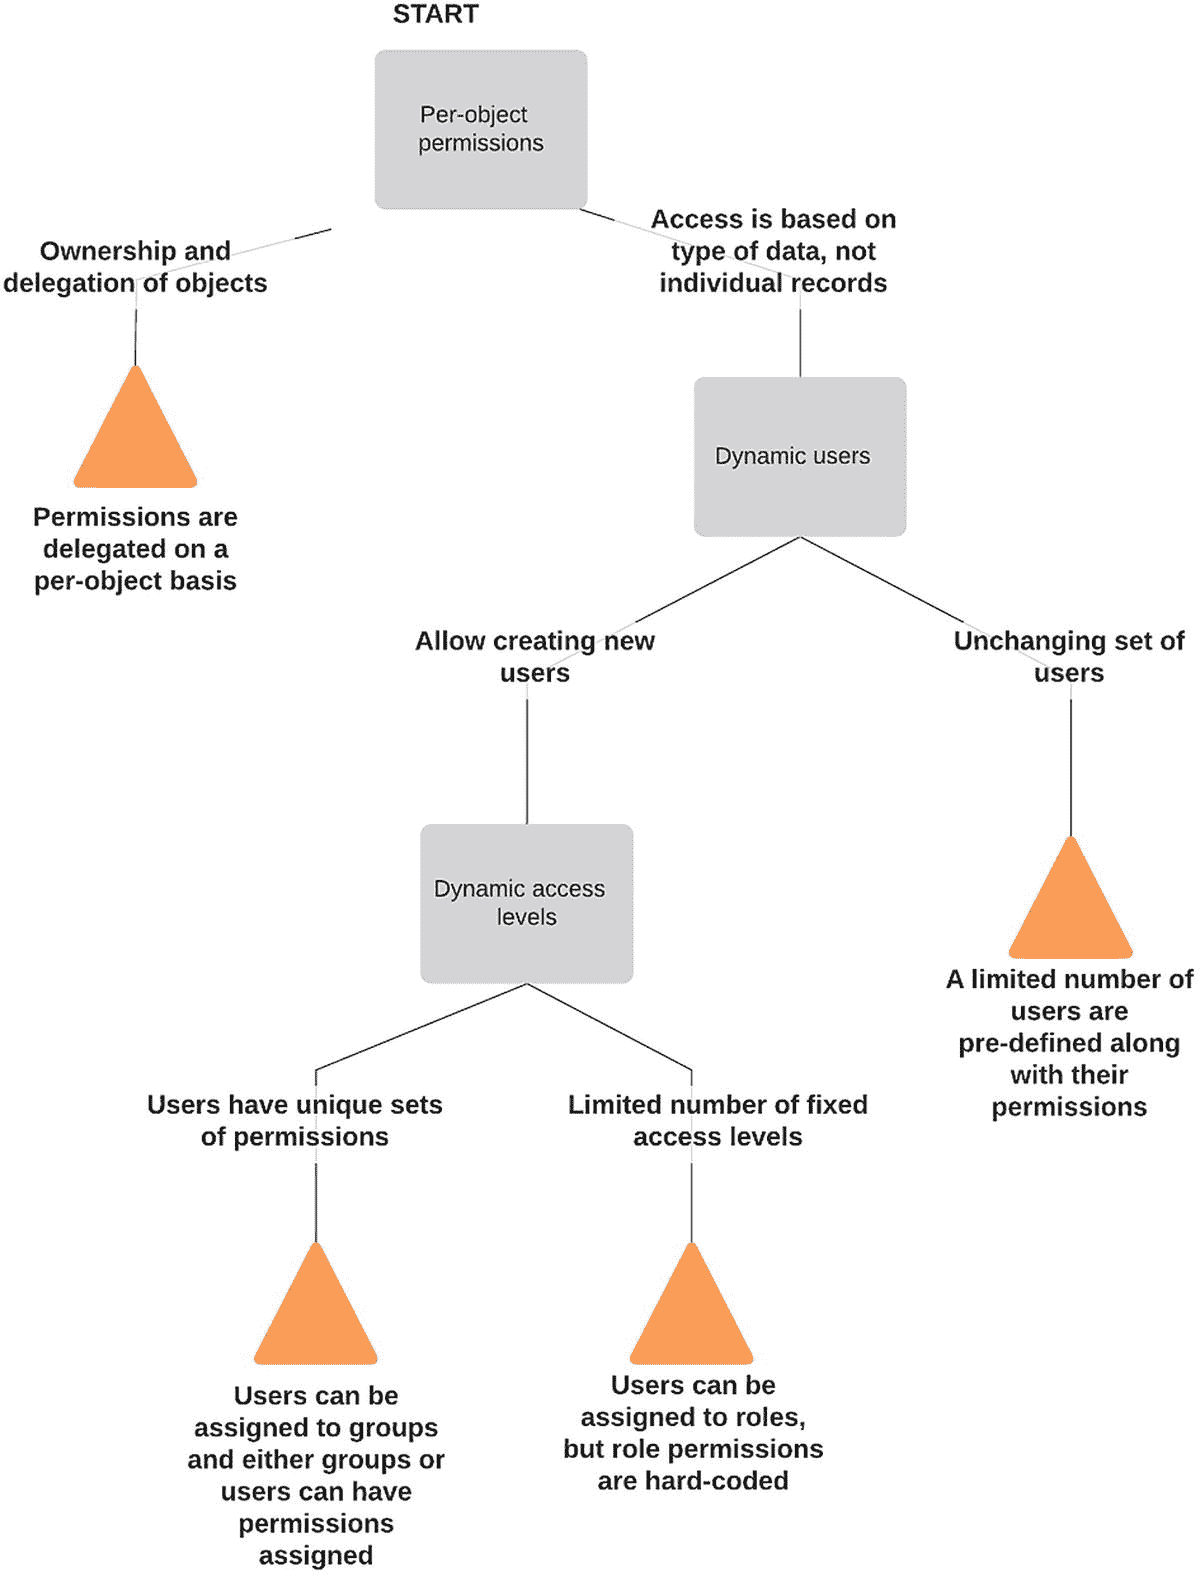 START
Per-object
permissions
Ownership and
delegation of objects
Access is based on
type of data, not
individual records
Permissions are
delegated on a
per-object basis
Dynamic users
Allow creating new
users
Unchanging set of
users
Dynamic access
levels
A limited number of
users are
pre-defined along
with their
permissions
Users have unique sets
of permissions
Limited number of fixed
access levels
Users can be
assigned to groups
and either groups or
users can have
permissions
assigned
Users can be
assigned to roles,
but role permissions
are hard-coded